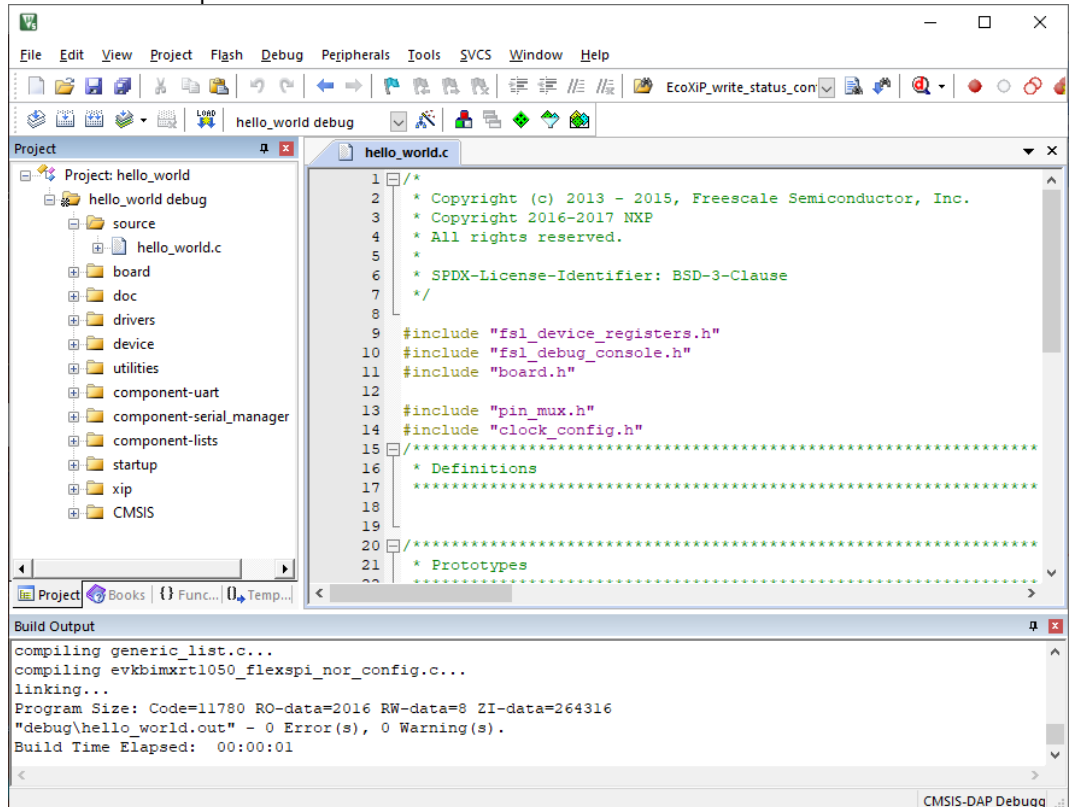 File Edit View Project Flash Debug Peripherals Tools SVCS Window Help
EcoXiP_write_status_con
LOAD hello_world debug
Project
Project: hello_world
hello_world debug
source
hello_world.c
board
doc
drivers
device
utilities
component-uart
component-serial_manager
component-lists
startup
xip
CMSIS
Project Books {} Func... 0 Temp...
hello_world.c
1 /*
2 * Copyright (c) 2013 - 2015, Freescale Semiconductor, Inc.
3 * Copyright 2016-2017 NXP
4 * All rights reserved.
5 *
6 * SPDX-License-Identifier: BSD-3-Clause
7 */
8
9 #include "fsl_device_registers.h"
10 #include "fsl_debug_console.h"
11 #include "board.h"
12
13 #include "pin_mux.h"
14 #include "clock_config.h"
15 /*******************************************************************
16 * Definitions
17 *******************************************************************
18
19
20 /*******************************************************************
21 * Prototypes
22 *******************************************************************
Build Output
compiling generic_list.c...
compiling evkbimxrt1050_flexspi_nor_config.c...
linking...
Program Size: Code=11780 RO-data=2016 RW-data=8 ZI-data=264316
"debug\hello_world.out" - 0 Error(s), 0 Warning(s).
Build Time Elapsed:  00:00:01
CMSIS-DAP Debugg